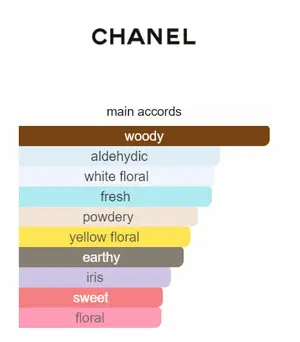 CHANEL
main accords
woody
aldehydic
white floral
fresh
powdery
yellow floral
earthy
iris
sweet
floral